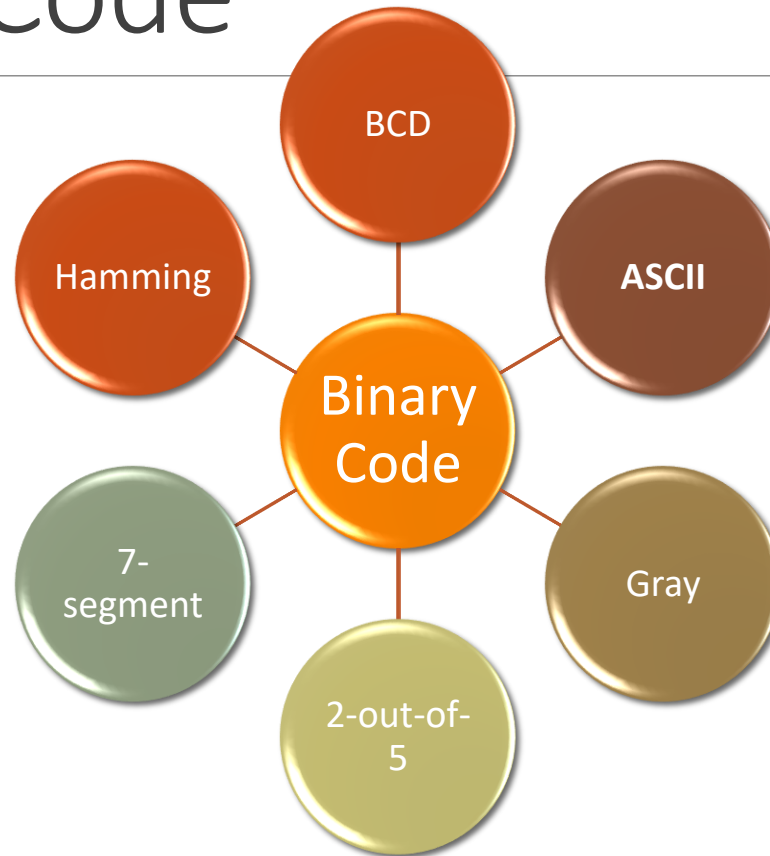 Code
BCD
Hamming
ASCII
Binary
Code
7-
segment
Gray
2-out-of-
5